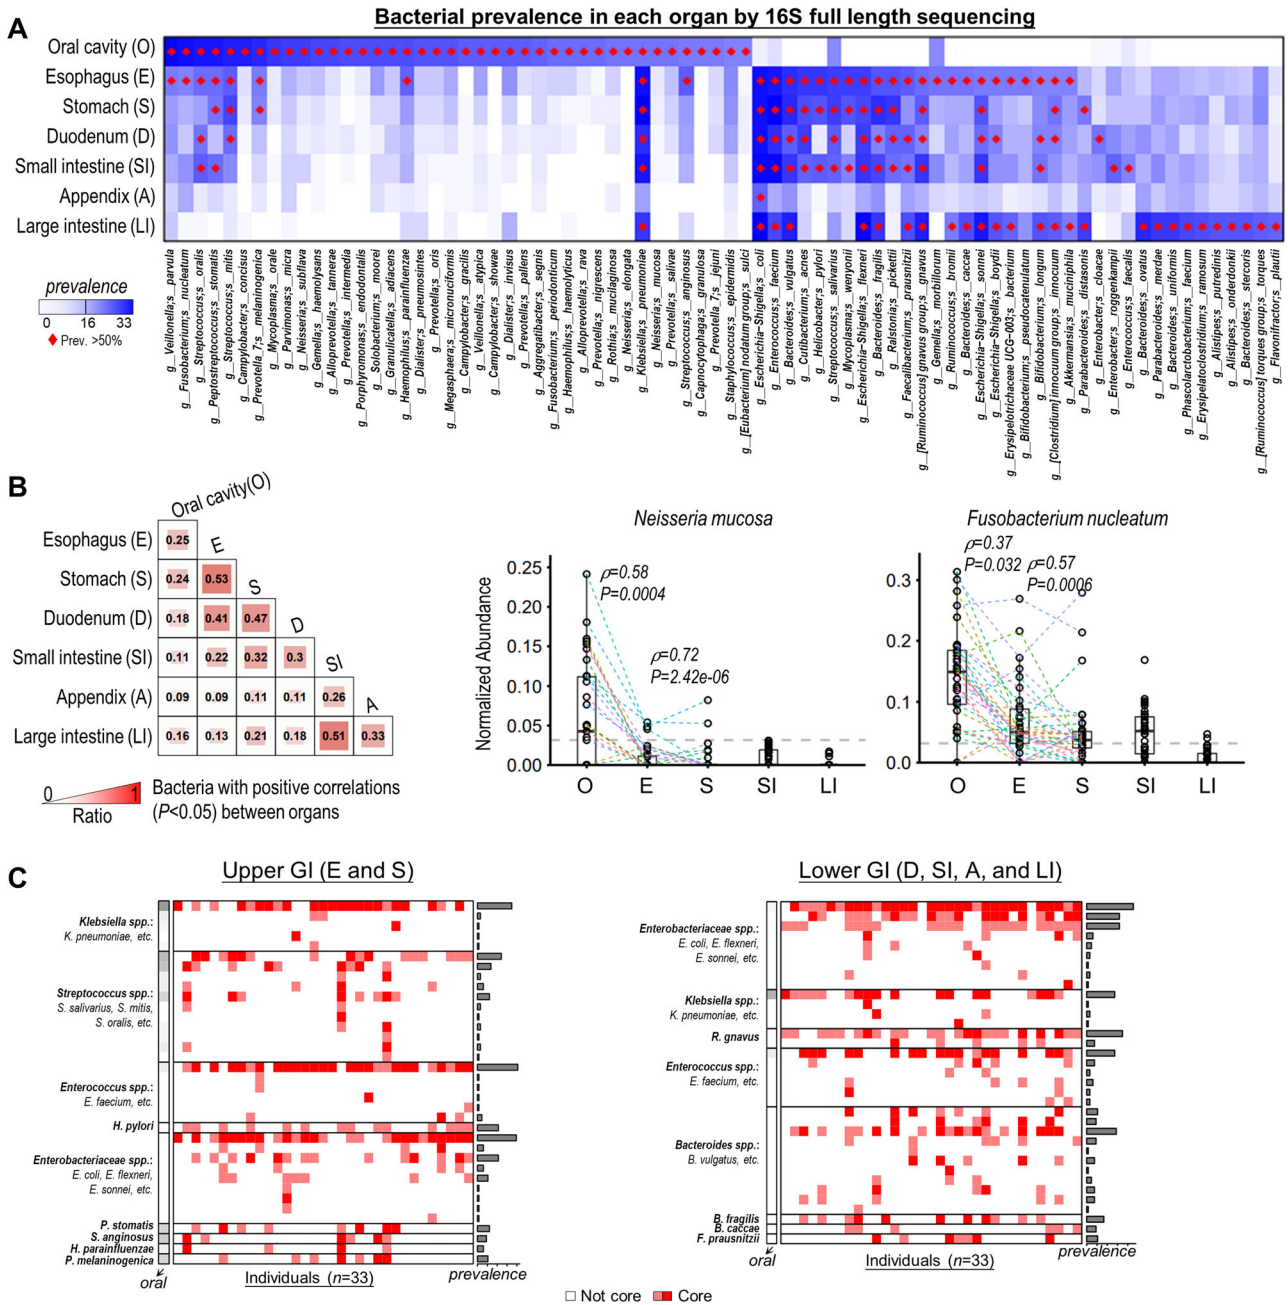 A
Bacterial prevalence in each organ by 16S full length sequencing
Oral cavity (O)
Esophagus (E)
Stomach (S)
Duodenum (D)
Small intestine (SI)
Appendix (A)
Large intestine (LI)
prevalence
0 16 33
Prev. >50%
g__Veillonella;s__parvula
g__Fusobacterium;s__nucleatum
g__Streptococcus;s__oralis
g__Peptostreptococcus;s__stomatis
g__Streptococcus;s__mitis
g__Campylobacter;s__concisus
g__Prevotella_7;s__melaninogenica
g__Mycoplasma;s__orale
g__Parvimonas;s__micra
g__Neisseria;s__subflava
g__Gemella;s__haemolysans
g__Alloprevotella;s__tannerae
g__Prevotella;s__intermedia
g__Porphyromonas;s__endodontalis
g__Solobacterium;s__moorei
g__Granulicatella;s__adiacens
g__Haemophilus;s__parainfluenzae
g__Dialister;s__pneumosintes
g__Prevotella;s__oris
g__Megasphaera;s__micronuciformis
g__Campylobacter;s__gracilis
g__Veillonella;s__atypica
g__Campylobacter;s__showae
g__Dialister;s__invisus
g__Prevotella;s__pallens
g__Aggregatibacter;s__segnis
g__Fusobacterium;s__periodonticum
g__Haemophilus;s__haemolyticus
g__Alloprevotella;s__rava
g__Prevotella;s__nigrescens
g__Rothia;s__mucilaginosa
g__Neisseria;s__elongata
g__Klebsiella;s__pneumoniae
g__Neisseria;s__mucosa
g__Prevotella;s__salivae
g__Streptococcus;s__anginosus
g__Capnocytophaga;s__granulosa
g__Prevotella 7;s__jejuni
g__Staphylococcus;s__epidermidis
g__[Eubacterium] nodatum group;s__sulci
g__Escherichia-Shigella;s__coli
g__Enterococcus;s__faecium
g__Bacteroides;s__vulgatus
g__Cutibacterium;s__acnes
g__Helicobacter;s__pylori
g__Streptococcus;s__salivarius
g__Mycoplasma;s__wenyonii
g__Escherichia-Shigella;s__flexneri
g__Bacteroides;s__fragilis
g__Ralstonia;s__pickettii
g__Faecalibacterium;s__prausnitzii
g__[Ruminococcus] gnavus group;s__gnavus
g__Gemella;s__morbillorum
g__Ruminococcus;s__bromii
g__Bacteroides;s__caccae
g__Escherichia-Shigella;s__sonnei
g__Escherichia-Shigella;s__boydii
g__Erysipelotrichaceae UCG-003;s__bacterium
g__Bifidobacterium;s__pseudocatenulatum
g__Bifidobacterium;s__longum
g__[Clostridium] innocuum group;s__innocuum
g__Akkermansia;s__muciniphila
g__Parabacteroides;s__distasonis
g__Enterobacter;s__cloacae
g__Enterobacter;s__roggenkampii
g__Enterococcus;s__faecalis
g__Bacteroides;s__ovatus
g__Parabacteroides;s__merdae
g__Bacteroides;s__uniformis
g__Phascolarctobacterium;s__faecium
g__Erysipelatoclostridium;s__ramosum
g__Alistipes;s__putredinis
g__Alistipes;s__onderdonkii
g__Bacteroides;s__stercoris
g__[Ruminococcus] torques group;s__torques
g__Flavonifractor;s__plautii
B
Oral cavity(O)
Esophagus (E) 0.25 E
Stomach (S) 0.24 0.53 S
Duodenum (D) 0.18 0.41 0.47 D
Small intestine (SI) 0.11 0.22 0.32 0.3 SI
Appendix (A) 0.09 0.09 0.11 0.11 0.26 A
Large intestine (LI) 0.16 0.13 0.21 0.18 0.51 0.33
0 1
Ratio
Bacteria with positive correlations
(P<0.05) between organs
Neisseria mucosa
Normalized Abundance
0.25
0.20
0.15
0.10
0.05
0.00
ρ=0.58
P=0.0004
ρ=0.72
P=2.42e-06
O E S SI LI
Fusobacterium nucleatum
0.3
0.2
0.1
0.0
ρ=0.37
P=0.032
ρ=0.57
P=0.0006
O E S SI LI
C
Upper GI (E and S)
Klebsiella spp.:
K. pneumoniae, etc.
Streptococcus spp.:
S. salivarius, S. mitis,
S. oralis, etc.
Enterococcus spp.:
E. faecium, etc.
H. pylori
Enterobacteriaceae spp.:
E. coli, E. flexneri,
E. sonnei, etc.
P. stomatis
S. anginosus
H. parainfluenzae
P. melaninogenica
oral
Individuals (n=33)
prevalence
Lower GI (D, SI, A, and LI)
Enterobacteriaceae spp.:
E. coli, E. flexneri,
E. sonnei, etc.
Klebsiella spp.:
K. pneumoniae, etc.
R. gnavus
Enterococcus spp.:
E. faecium, etc.
Bacteroides spp.:
B. vulgatus, etc.
B. fragilis
B. caccae
F. prausnitzii
oral
Individuals (n=33)
prevalence
Not core Core